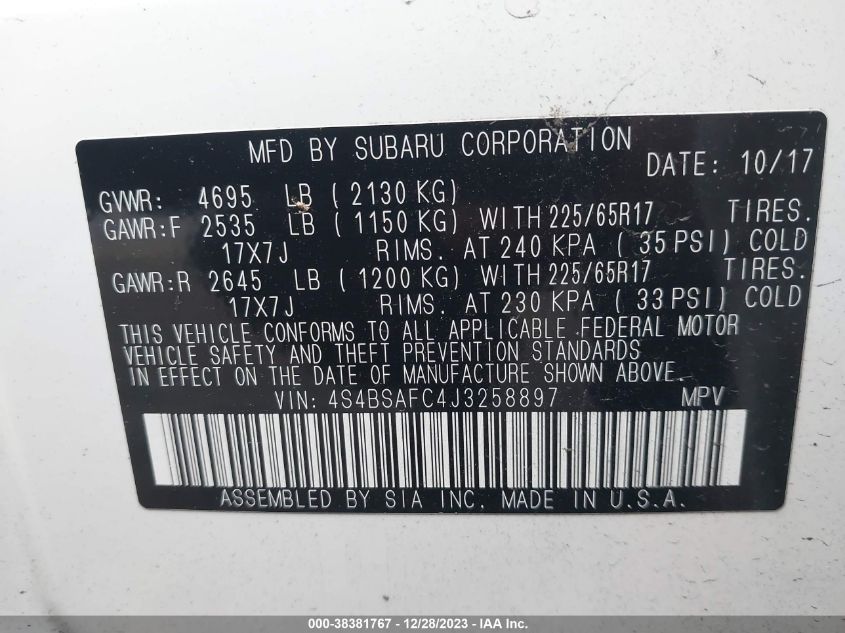 MFD BY SUBARU CORPORATION
DATE: 10/17
GVWR: 4695 LB ( 2130 KG)
GAWR:F 2535 LB ( 1150 KG) WITH 225/65R17 TIRES.
17X7J RIMS. AT 240 KPA ( 35 PSI) COLD
GAWR:R 2645 LB ( 1200 KG) WITH 225/65R17 TIRES.
17X7J RIMS. AT 230 KPA ( 33 PSI) COLD
THIS VEHICLE CONFORMS TO ALL APPLICABLE FEDERAL MOTOR
VEHICLE SAFETY AND THEFT PREVENTION STANDARDS
IN EFFECT ON THE DATE OF MANUFACTURE SHOWN ABOVE.
VIN: 4S4BSAFC4J3258897 MPV
ASSEMBLED BY SIA INC. MADE IN U.S.A.
000-38381767 - 12/28/2023 - IAA Inc.